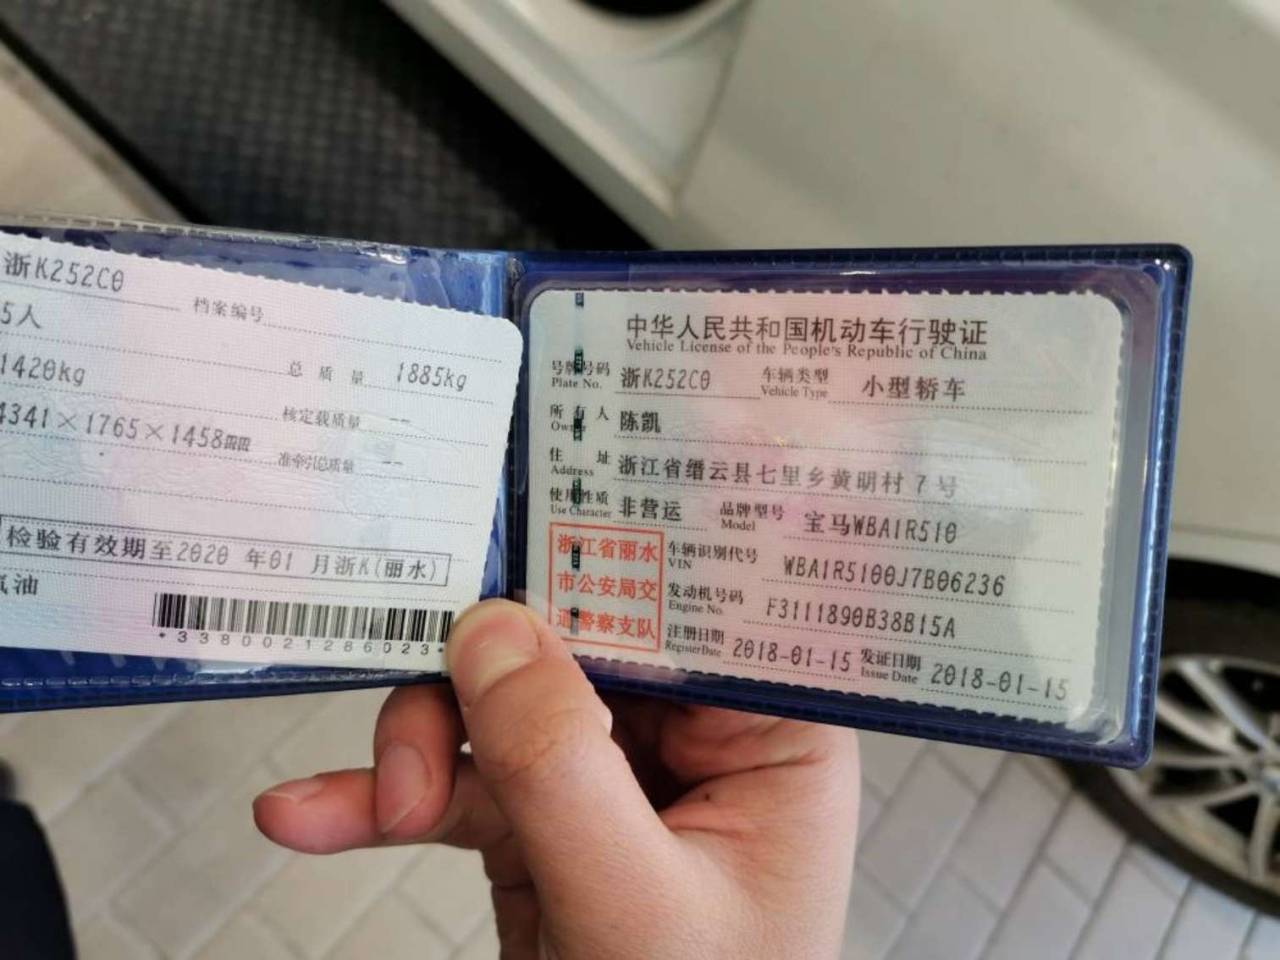 浙K252C0
档案编号
5人
1420kg
总质量 1885kg
核定载质量 --
4341×1765×1458mm
准牵引总质量 --
检验有效期至2020 年01 月浙K(丽水)
汽油
*3380021286023*
中华人民共和国机动车行驶证
Vehicle License of the People's Republic of China
号牌号码 浙K252C0 车辆类型 小型轿车
Plate No. Vehicle Type
所有人 陈凯
Owner
住址 浙江省缙云县七里乡黄明村7号
Address
使用性质 非营运 品牌型号 宝马WBA1R510
Use Character Model
浙江省丽水
市公安局交
通警察支队
车辆识别代号 WBA1R5100J7B06236
VIN
发动机号码 F3111890B38B15A
Engine No.
注册日期 2018-01-15 发证日期 2018-01-15
Register Date Issue Date